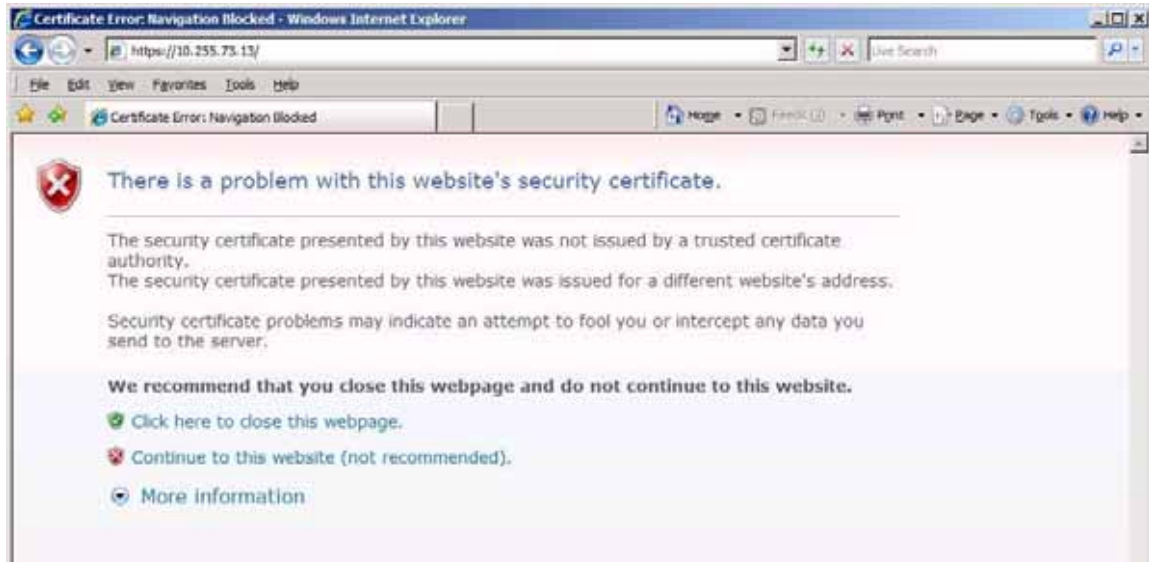 Certificate Error: Navigation Blocked - Windows Internet Explorer
https://10.255.73.13/
Live Search
File Edit View Favorites Tools Help
Certificate Error: Navigation Blocked
Home Feeds (J) Print Page Tools Help
There is a problem with this website's security certificate.
The security certificate presented by this website was not issued by a trusted certificate
authority.
The security certificate presented by this website was issued for a different website's address.
Security certificate problems may indicate an attempt to fool you or intercept any data you
send to the server.
We recommend that you close this webpage and do not continue to this website.
Click here to close this webpage.
Continue to this website (not recommended).
More information